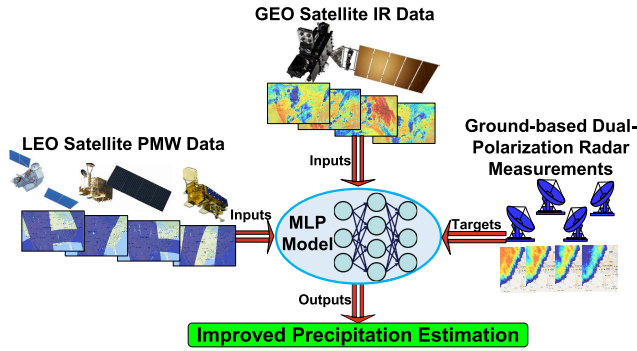 GEO Satellite IR Data
LEO Satellite PMW Data
Ground-based Dual-
Polarization Radar
Measurements
Inputs
Inputs
MLP
Model
Targets
Outputs
Improved Precipitation Estimation